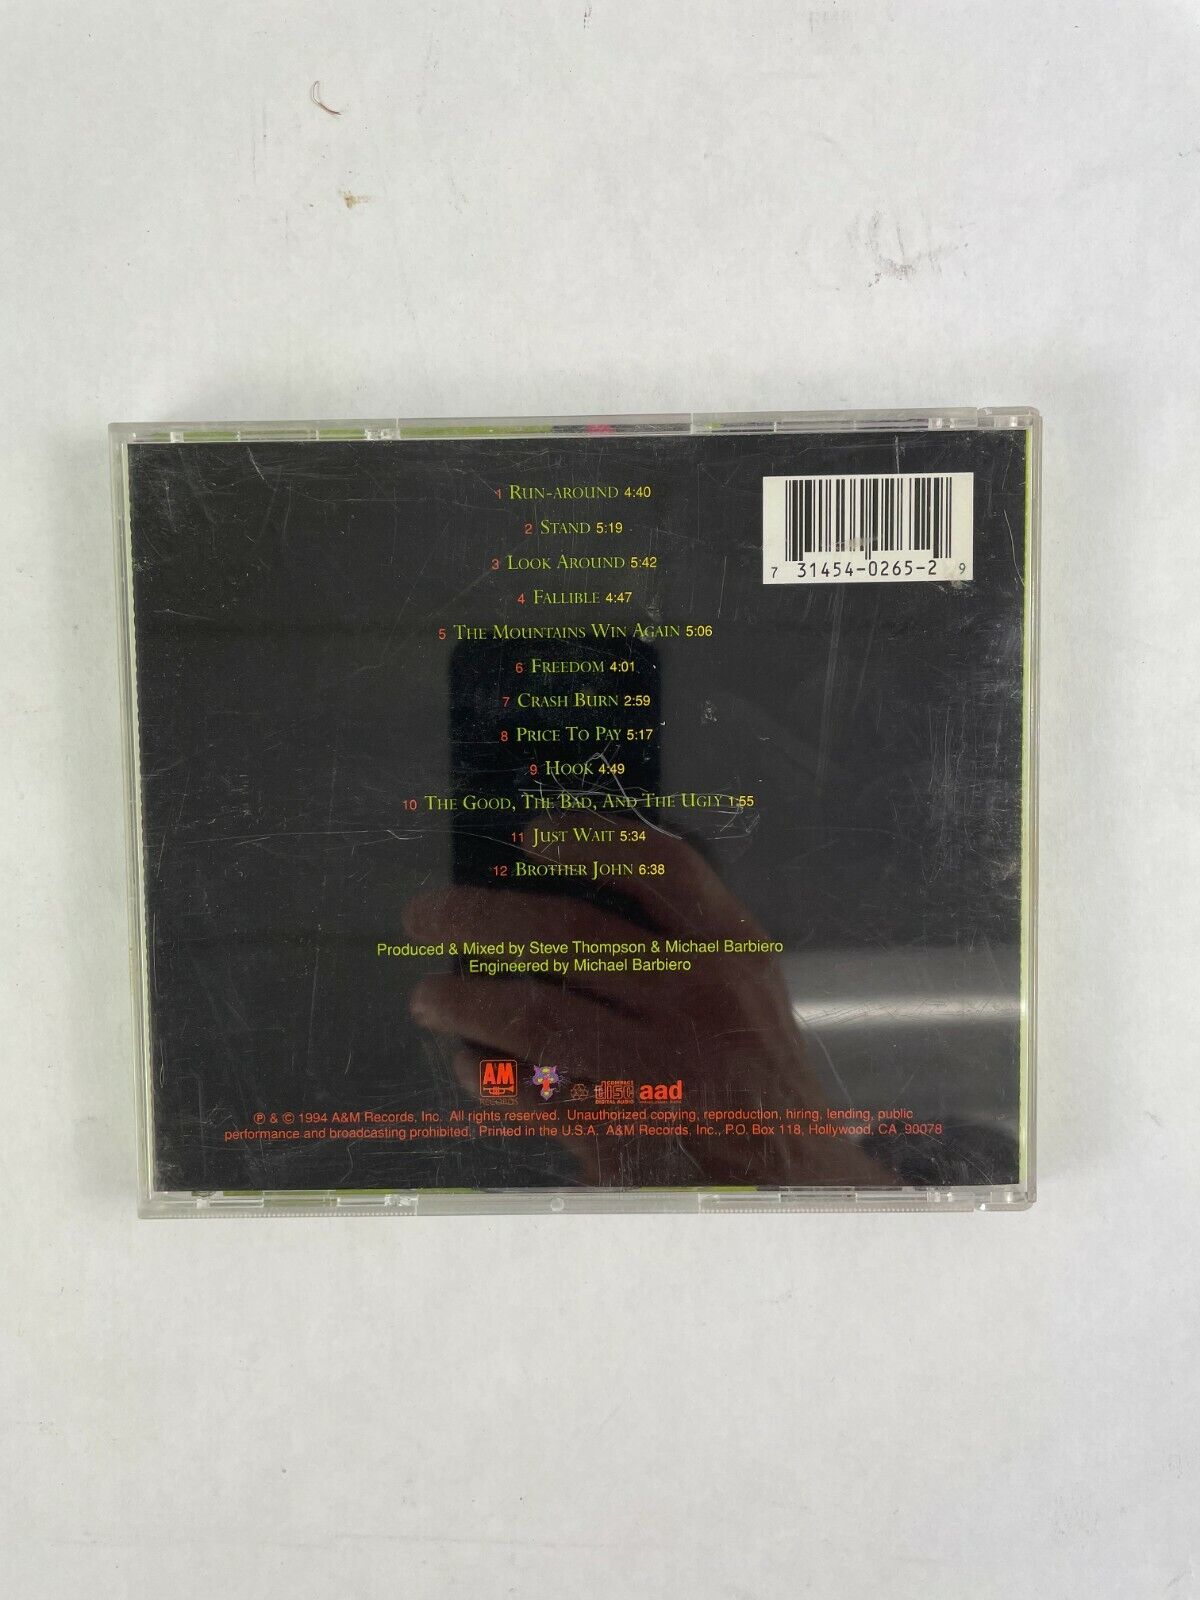 1 RUN-AROUND 4:40
2 STAND 5:19
3 LOOK AROUND 5:42
4 FALLIBLE 4:47
5 THE MOUNTAINS WIN AGAIN 5:06
6 FREEDOM 4:01
7 CRASH BURN 2:59
8 PRICE TO PAY 5:17
9 HOOK 4:49
10 THE GOOD, THE BAD, AND THE UGLY 1:55
11 JUST WAIT 5:34
12 BROTHER JOHN 6:38
7 31454-0265-2 9
Produced & Mixed by Steve Thompson & Michael Barbiero
Engineered by Michael Barbiero
A&M RECORDS
COMPACT disc DIGITAL AUDIO
aad
℗ & © 1994 A&M Records, Inc. All rights reserved. Unauthorized copying, reproduction, hiring, lending, public
performance and broadcasting prohibited. Printed in the U.S.A. A&M Records, Inc., P.O. Box 118, Hollywood, CA 90078